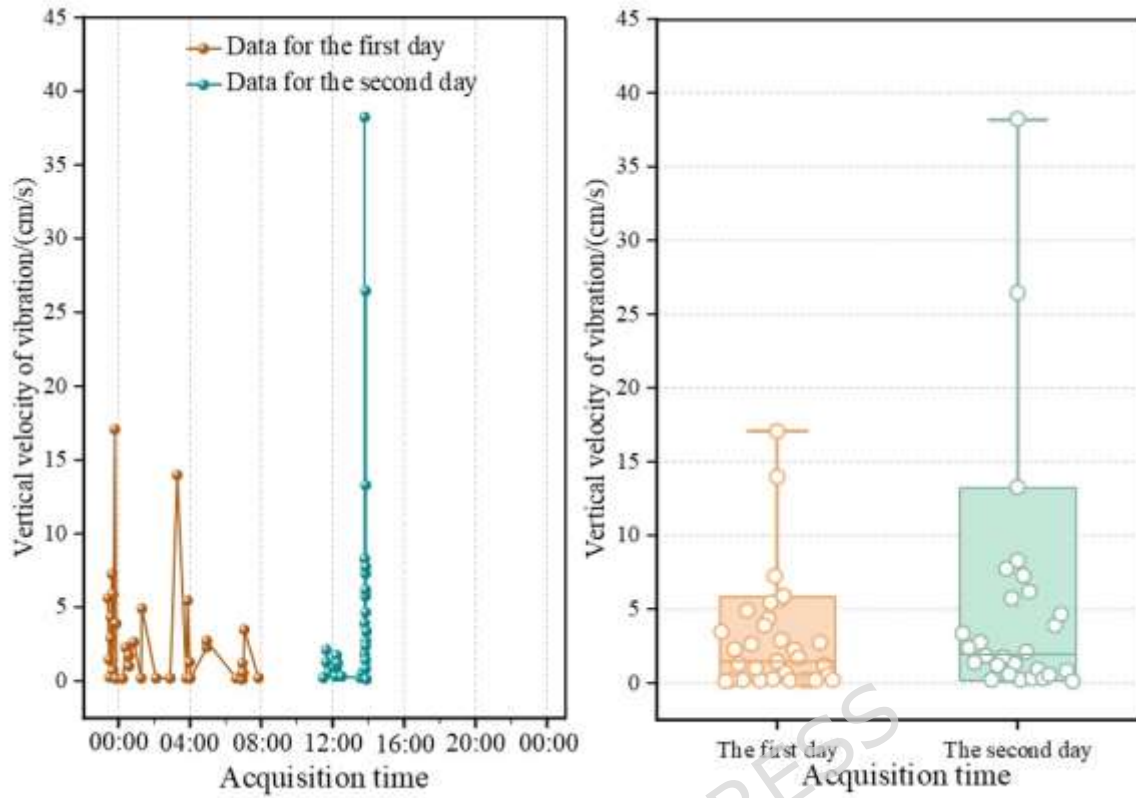 45
40
35
30
25
20
15
10
5
0
Vertical velocity of vibration/(cm/s)
Data for the first day
Data for the second day
00:00 04:00 08:00 12:00 16:00 20:00 00:00
Acquisition time
45
40
35
30
25
20
15
10
5
0
Vertical velocity of vibration/(cm/s)
The first day The second day
Acquisition time
RESS